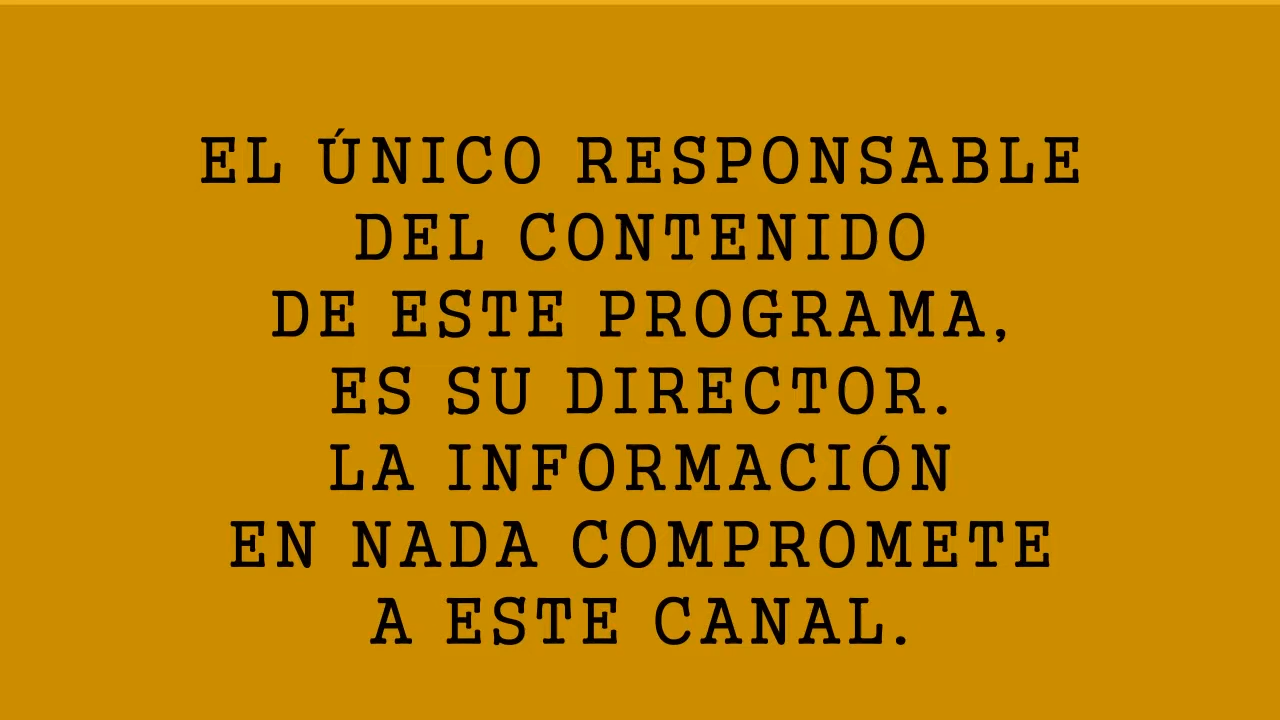 EL ÚNICO RESPONSABLE
DEL CONTENIDO
DE ESTE PROGRAMA,
ES SU DIRECTOR.
LA INFORMACIÓN
EN NADA COMPROMETE
A ESTE CANAL.